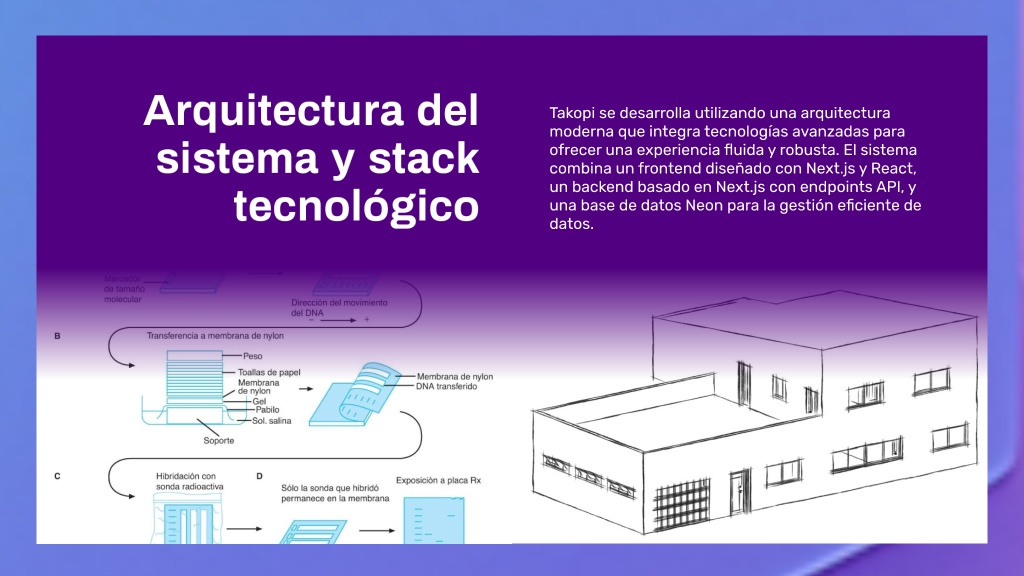 Arquitectura del
sistema y stack
tecnológico
Takopi se desarrolla utilizando una arquitectura
moderna que integra tecnologías avanzadas para
ofrecer una experiencia fluida y robusta. El sistema
combina un frontend diseñado con Next.js y React,
un backend basado en Next.js con endpoints API, y
una base de datos Neon para la gestión eficiente de
datos.
Marcador
de tamaño
molecular
Dirección del movimiento
del DNA
− +
B
Transferencia a membrana de nylon
Peso
Toallas de papel
Membrana
de nylon
Gel
Pabilo
Sol. salina
Soporte
Membrana de nylon
DNA transferido
C
Hibridación con
sonda radioactiva
D
Sólo la sonda que hibridó
permanece en la membrana
Exposición a placa Rx